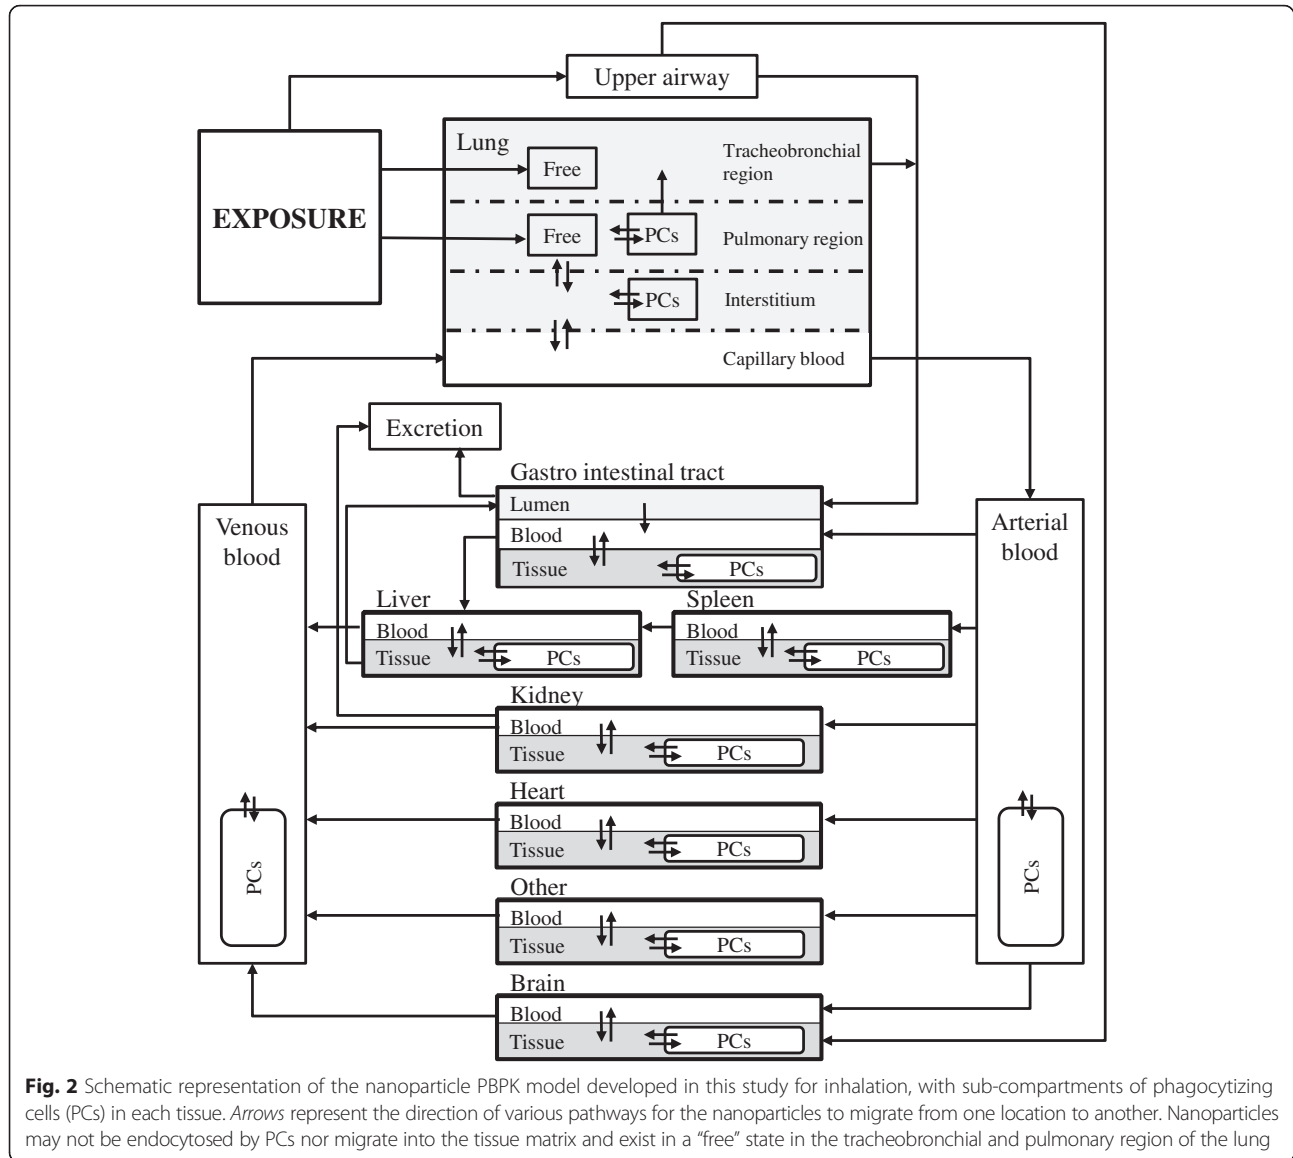 Upper airway
EXPOSURE
Lung
Free
Tracheobronchial
region
Free
PCs
Pulmonary region
PCs
Interstitium
Capillary blood
Excretion
Gastro intestinal tract
Lumen
Blood
Tissue
PCs
Venous
blood
PCs
Arterial
blood
PCs
Liver
Blood
Tissue
PCs
Spleen
Blood
Tissue
PCs
Kidney
Blood
Tissue
PCs
Heart
Blood
Tissue
PCs
Other
Blood
Tissue
PCs
Brain
Blood
Tissue
PCs
Fig. 2 Schematic representation of the nanoparticle PBPK model developed in this study for inhalation, with sub-compartments of phagocytizing
cells (PCs) in each tissue. Arrows represent the direction of various pathways for the nanoparticles to migrate from one location to another. Nanoparticles
may not be endocytosed by PCs nor migrate into the tissue matrix and exist in a “free” state in the tracheobronchial and pulmonary region of the lung